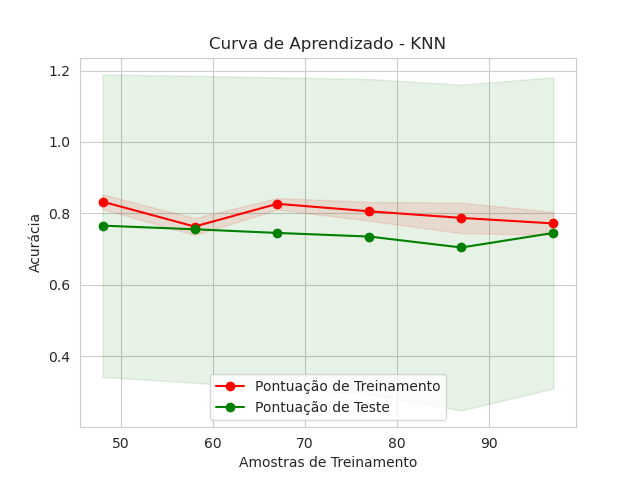 Curva de Aprendizado - KNN
Acurácia
1.2
1.0
0.8
0.6
0.4
Pontuação de Treinamento
Pontuação de Teste
50 60 70 80 90
Amostras de Treinamento